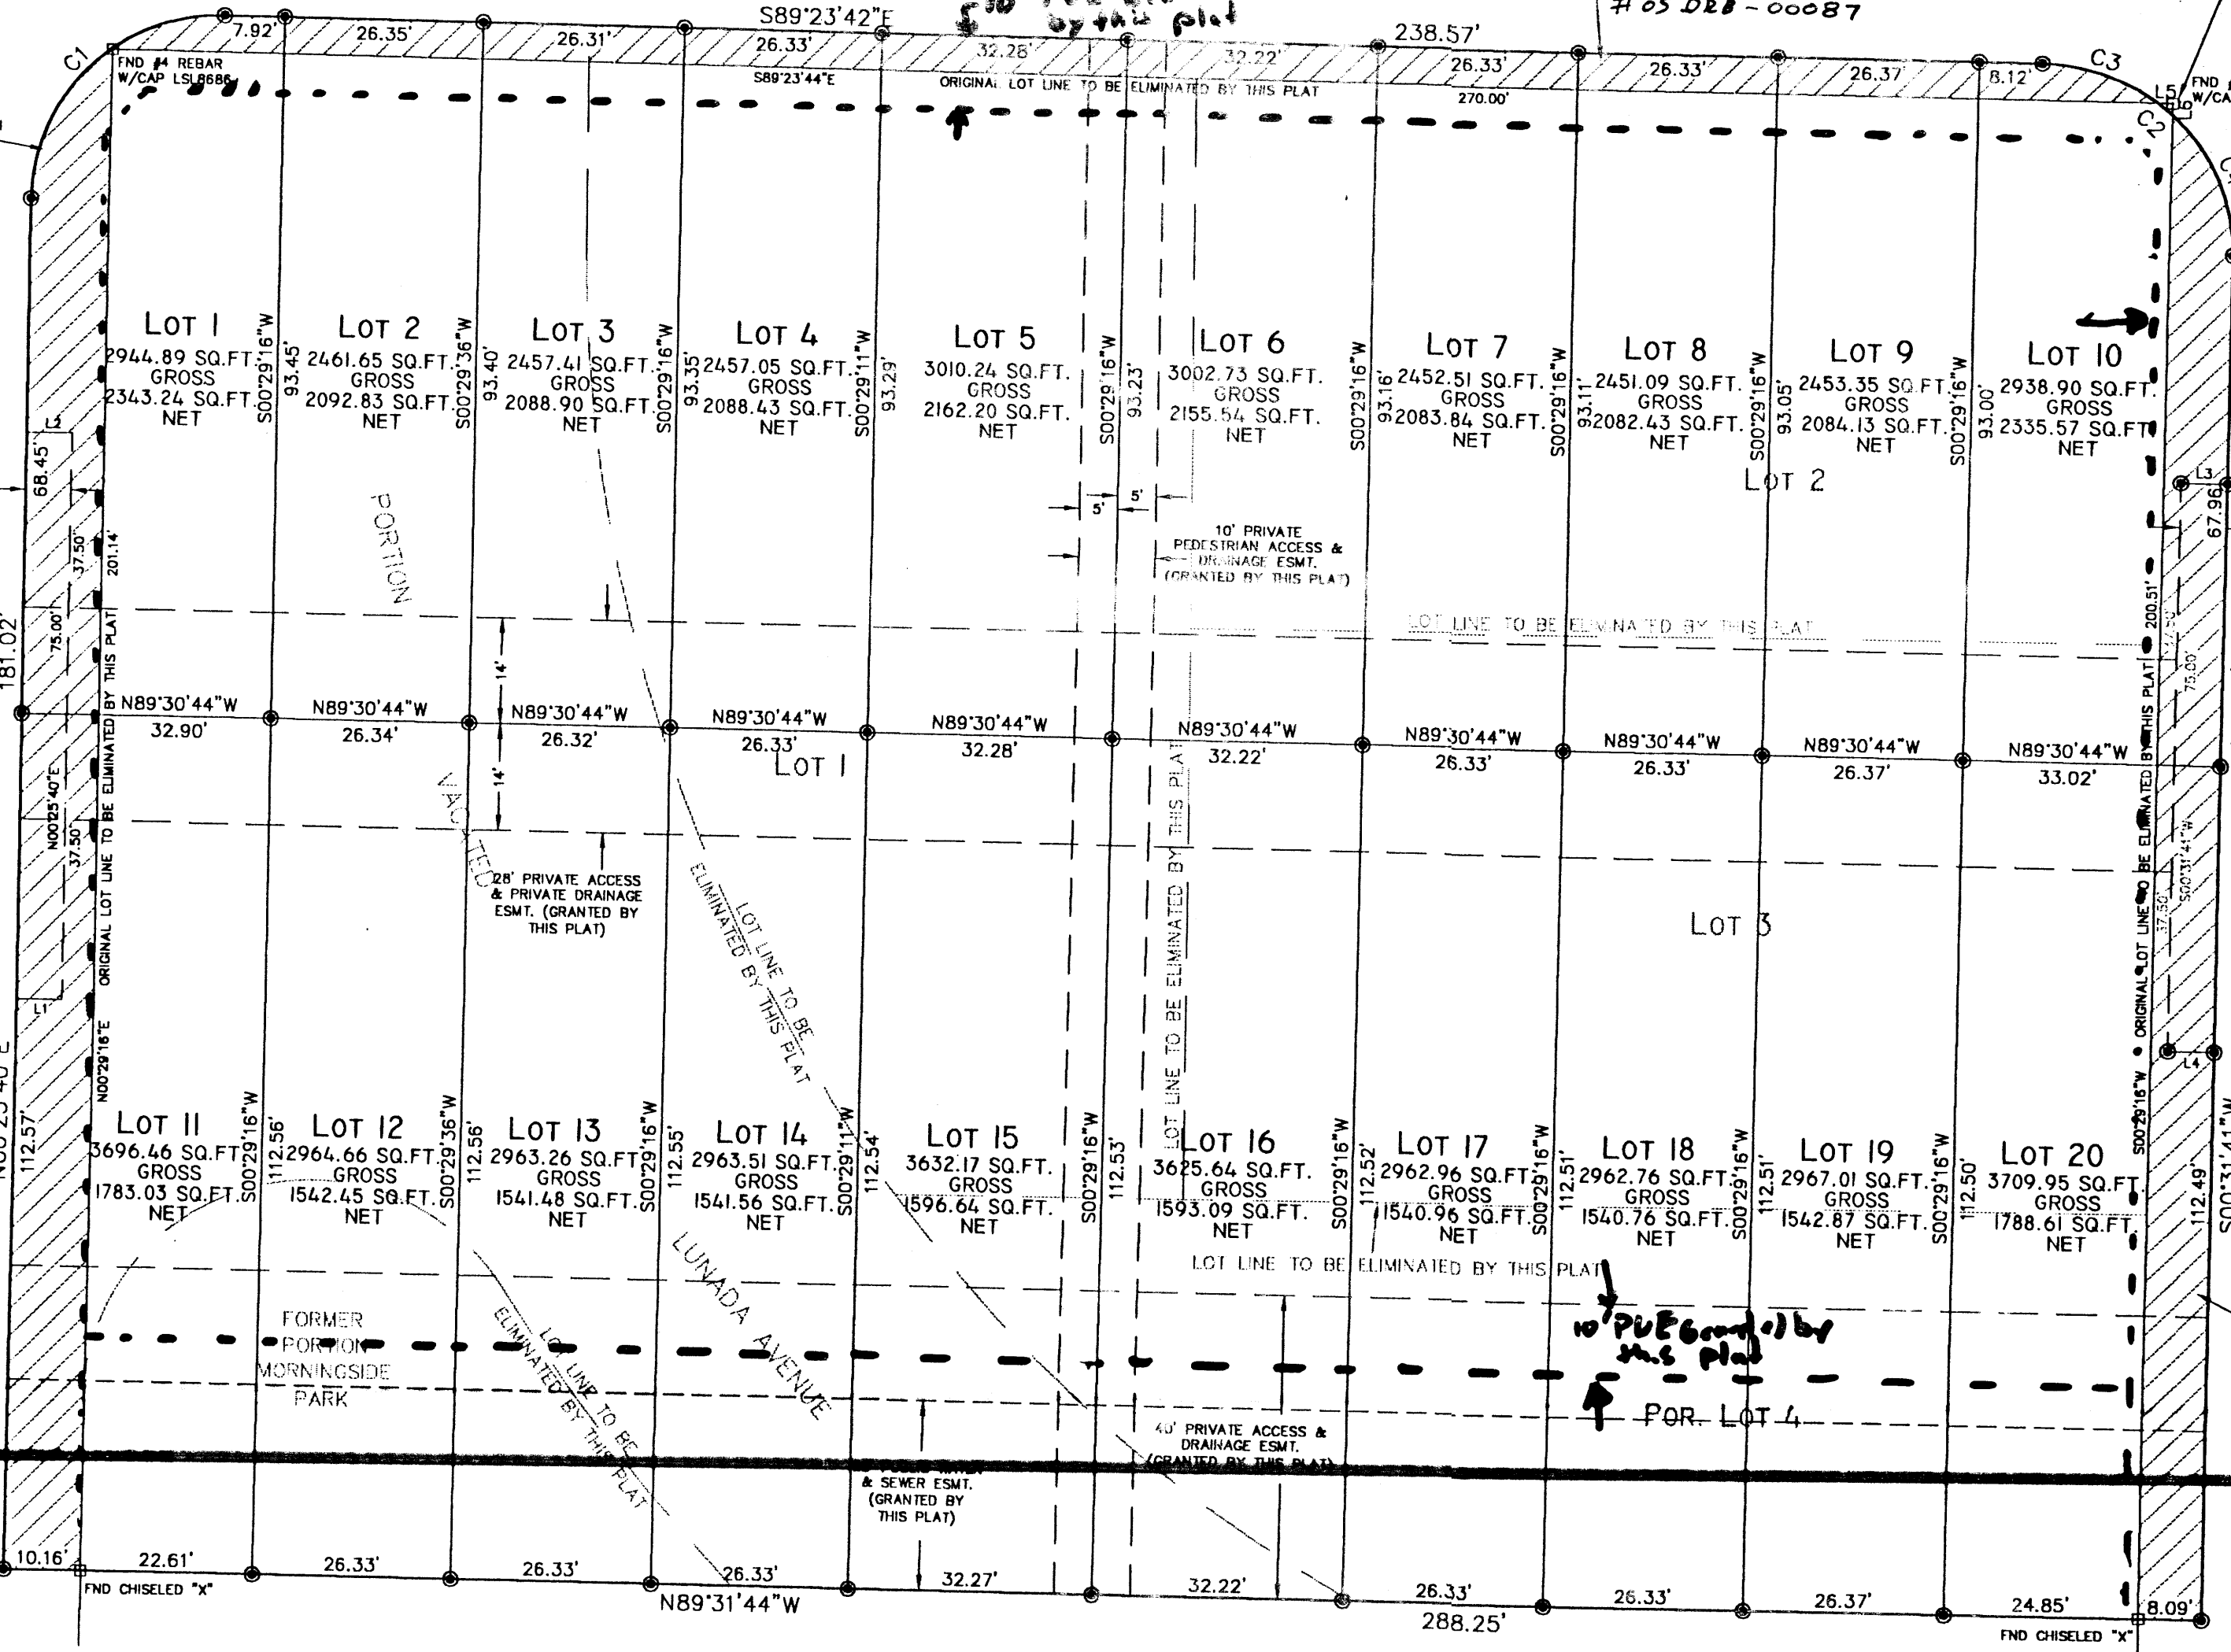 S89°23'42"E
by this plat
# 05 DRB - 00087
238.57'
C1
7.92'
26.35'
26.31'
26.33'
32.28'
32.22'
26.33'
26.33'
26.37'
8.12'
C3
FND #4 REBAR
W/CAP LSL8686
S89°23'44"E
ORIGINAL LOT LINE TO BE ELIMINATED BY THIS PLAT
270.00'
L5
L6
FND
W/CA
C2
LOT 1
2944.89 SQ.FT.
GROSS
2343.24 SQ.FT.
NET
S00°29'16"W
93.45'
LOT 2
2461.65 SQ.FT.
GROSS
2092.83 SQ.FT.
NET
S00°29'36"W
93.40'
LOT 3
2457.41 SQ.FT.
GROSS
2088.90 SQ.FT.
NET
S00°29'16"W
93.35'
LOT 4
2457.05 SQ.FT.
GROSS
2088.43 SQ.FT.
NET
S00°29'11"W
93.29'
LOT 5
3010.24 SQ.FT.
GROSS
2162.20 SQ.FT.
NET
S00°29'16"W
93.23'
LOT 6
3002.73 SQ.FT.
GROSS
2155.54 SQ.FT.
NET
S00°29'16"W
93.16'
LOT 7
2452.51 SQ.FT.
GROSS
2083.84 SQ.FT.
NET
S00°29'16"W
93.11'
LOT 8
2451.09 SQ.FT.
GROSS
2082.43 SQ.FT.
NET
S00°29'16"W
93.05'
LOT 9
2453.35 SQ.FT.
GROSS
2084.13 SQ.FT.
NET
S00°29'16"W
93.00'
LOT 10
2938.90 SQ.FT.
GROSS
2335.57 SQ.FT.
NET
LOT 2
L2
68.45'
L3
67.96'
PORTION
5'
5'
10' PRIVATE
PEDESTRIAN ACCESS &
DRAINAGE ESMT.
(GRANTED BY THIS PLAT)
37.50'
201.14'
75.00'
181.02'
200.51'
75.00'
LOT LINE TO BE ELIMINATED BY THIS PLAT
14'
14'
N89°30'44"W
32.90'
N89°30'44"W
26.34'
N89°30'44"W
26.32'
N89°30'44"W
26.33'
N89°30'44"W
32.28'
N89°30'44"W
32.22'
N89°30'44"W
26.33'
N89°30'44"W
26.33'
N89°30'44"W
26.37'
N89°30'44"W
33.02'
LOT 1
VACATED
N00°25'40"E
37.50'
ORIGINAL LOT LINE TO BE ELIMINATED BY THIS PLAT
N00°29'16"E
L1
28' PRIVATE ACCESS
& PRIVATE DRAINAGE
ESMT. (GRANTED BY
THIS PLAT)
LOT LINE TO BE
ELIMINATED BY THIS PLAT
LOT LINE TO BE ELIMINATED BY THIS PLAT
LOT 3
ORIGINAL LOT LINE TO BE ELIMINATED BY THIS PLAT
S00°31'41"W
37.50'
S00°29'16"W
L4
112.57'
LOT 11
3696.46 SQ.FT.
GROSS
1783.03 SQ.FT.
NET
S00°29'16"W
112.56'
LOT 12
2964.66 SQ.FT.
GROSS
1542.45 SQ.FT.
NET
S00°29'36"W
112.56'
LOT 13
2963.26 SQ.FT.
GROSS
1541.48 SQ.FT.
NET
S00°29'16"W
112.55'
LOT 14
2963.51 SQ.FT.
GROSS
1541.56 SQ.FT.
NET
S00°29'11"W
112.54'
LOT 15
3632.17 SQ.FT.
GROSS
1596.64 SQ.FT.
NET
S00°29'16"W
112.53'
LOT 16
3625.64 SQ.FT.
GROSS
1593.09 SQ.FT.
NET
S00°29'16"W
112.52'
LOT 17
2962.96 SQ.FT.
GROSS
1540.96 SQ.FT.
NET
S00°29'16"W
112.51'
LOT 18
2962.76 SQ.FT.
GROSS
1540.76 SQ.FT.
NET
S00°29'16"W
112.51'
LOT 19
2967.01 SQ.FT.
GROSS
1542.87 SQ.FT.
NET
S00°29'16"W
112.50'
LOT 20
3709.95 SQ.FT.
GROSS
1788.61 SQ.FT.
NET
112.49'
S00°31'41"W
LOT LINE TO BE ELIMINATED BY THIS PLAT
LUNADA AVENUE
FORMER
PORTION
MORNINGSIDE
PARK
LOT LINE TO BE
ELIMINATED BY THIS PLAT
10' PUE Granted by
this plat
POR. LOT 4
40' PRIVATE ACCESS &
DRAINAGE ESMT.
(GRANTED BY THIS PLAT)
& SEWER ESMT.
(GRANTED BY
THIS PLAT)
10.16'
22.61'
26.33'
26.33'
26.33'
32.27'
32.22'
26.33'
26.33'
26.37'
24.85'
8.09'
FND CHISELED "X"
N89°31'44"W
288.25'
FND CHISELED "X"